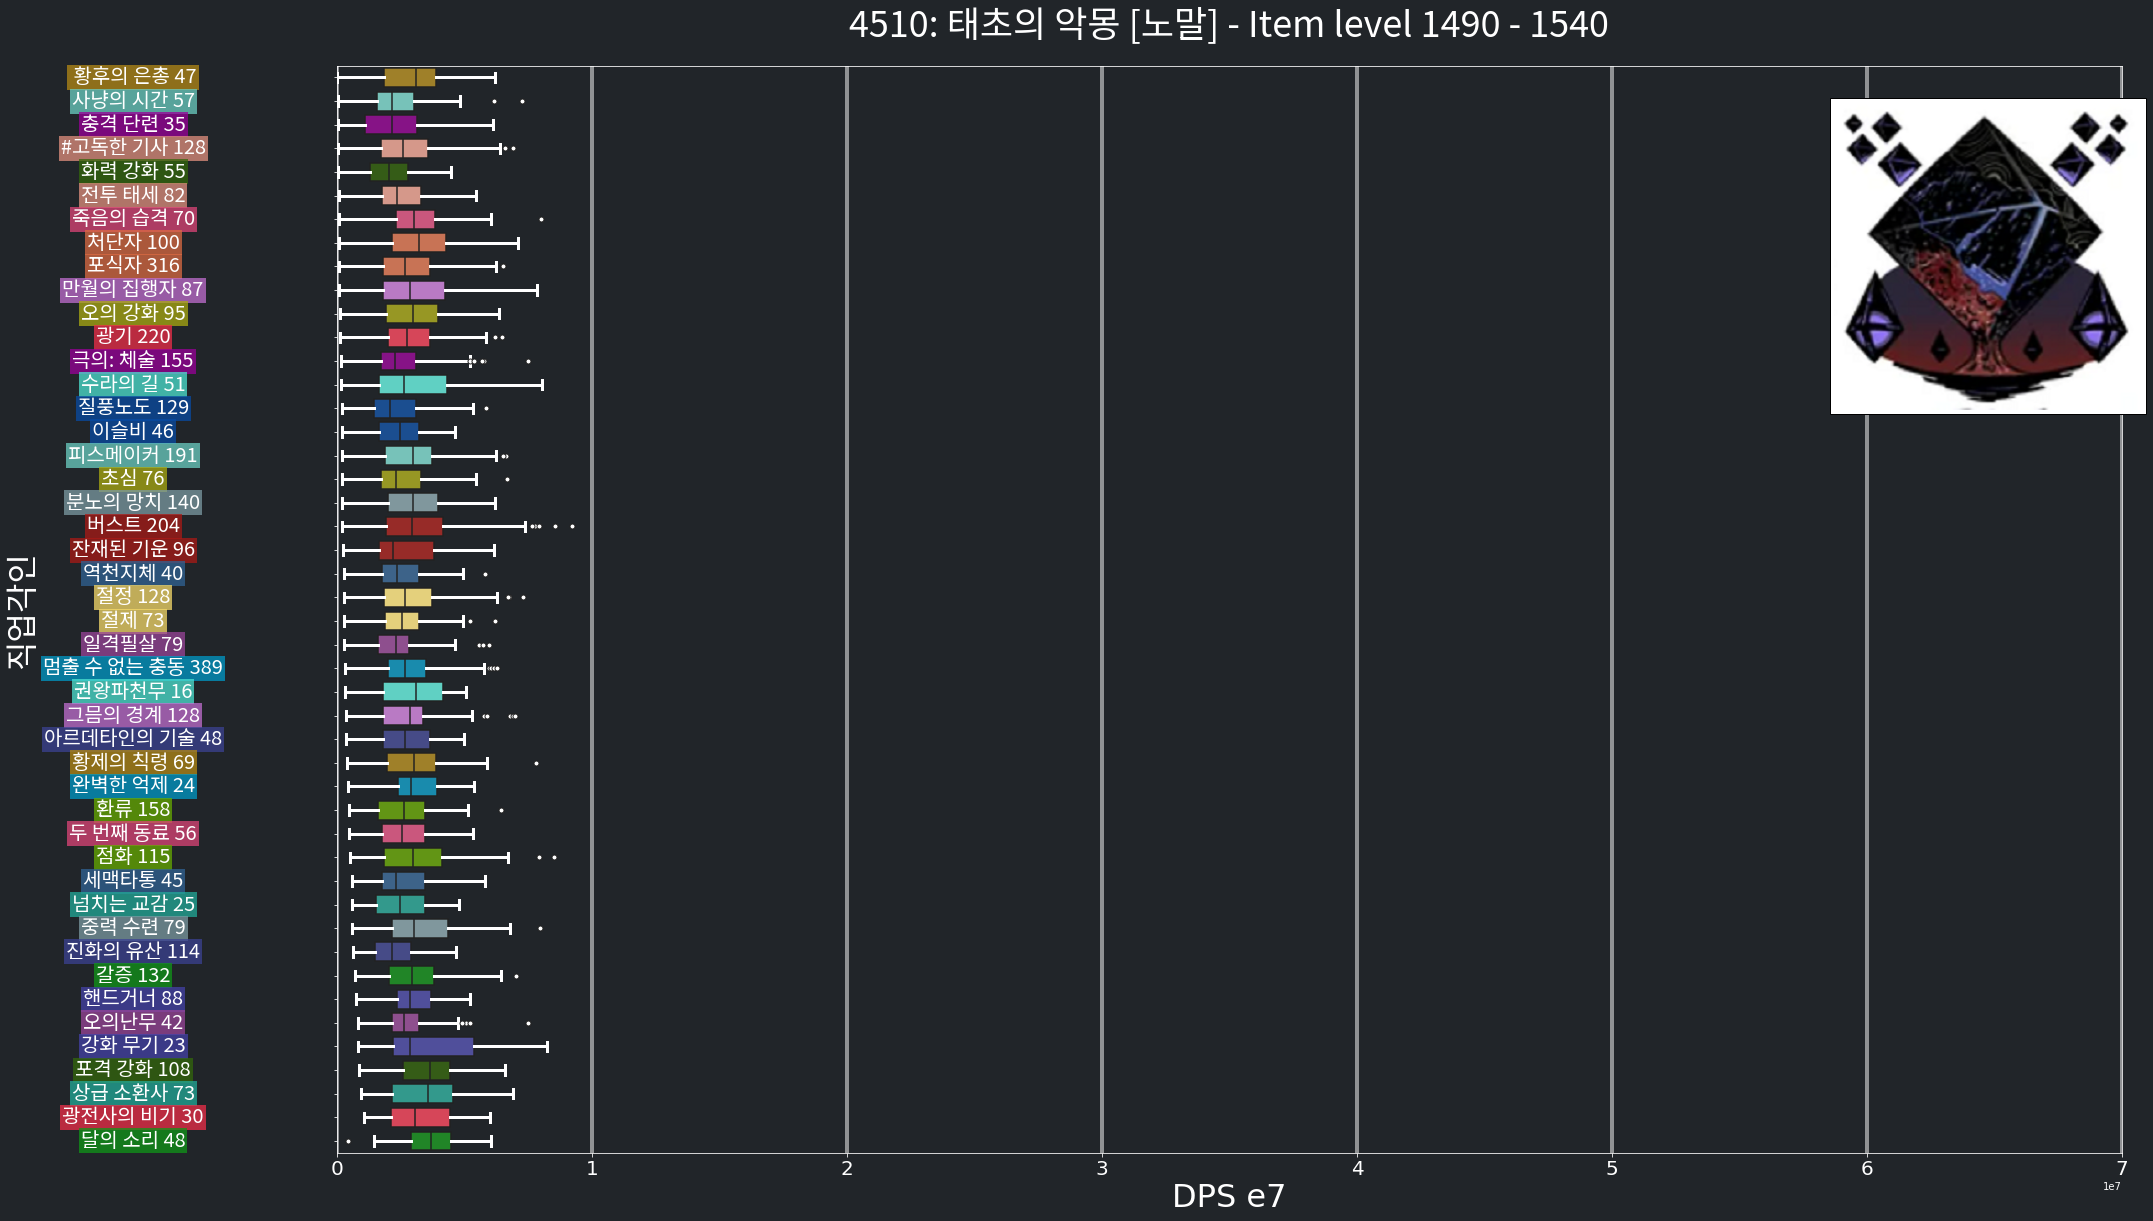 4510: 태초의 악몽 [노말] - Item level 1490 - 1540
황후의 은총 47
사냥의 시간 57
충격 단련 35
#고독한 기사 128
화력 강화 55
전투 태세 82
죽음의 습격 70
처단자 100
포식자 316
만월의 집행자 87
오의 강화 95
광기 220
극의: 체술 155
수라의 길 51
질풍노도 129
이슬비 46
피스메이커 191
초심 76
분노의 망치 140
버스트 204
잔재된 기운 96
역천지체 40
절정 128
절제 73
일격필살 79
멈출 수 없는 충동 389
권왕파천무 16
그믐의 경계 128
아르데타인의 기술 48
황제의 칙령 69
완벽한 억제 24
환류 158
두 번째 동료 56
점화 115
세맥타통 45
넘치는 교감 25
중력 수련 79
진화의 유산 114
갈증 132
핸드거너 88
오의난무 42
강화 무기 23
포격 강화 108
상급 소환사 73
광전사의 비기 30
달의 소리 48
직업각인
0 1 2 3 4 5 6 7
1e7
DPS e7